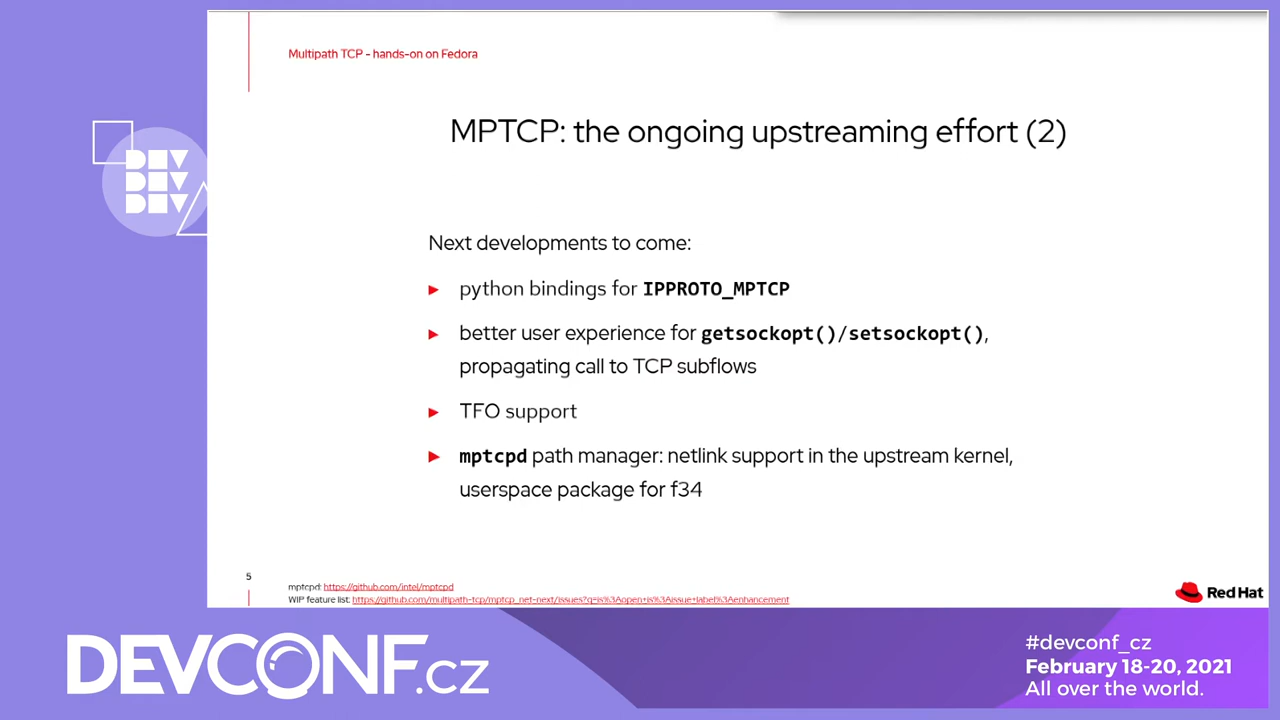 Multipath TCP - hands-on on Fedora
MPTCP: the ongoing upstreaming effort (2)
DEV
DEV
DEV
Next developments to come:
► python bindings for IPPROTO_MPTCP
► better user experience for getsockopt()/setsockopt(),
propagating call to TCP subflows
► TFO support
► mptcpd path manager: netlink support in the upstream kernel,
userspace package for f34
5
mptcpd: https://github.com/intel/mptcpd
WIP feature list: https://github.com/multipath-tcp/mptcp_net-next/issues?q=is%3Aopen+is%3Aissue+label%3Aenhancement
Red Hat
DEVCONF.cz
#devconf_cz
February 18-20, 2021
All over the world.